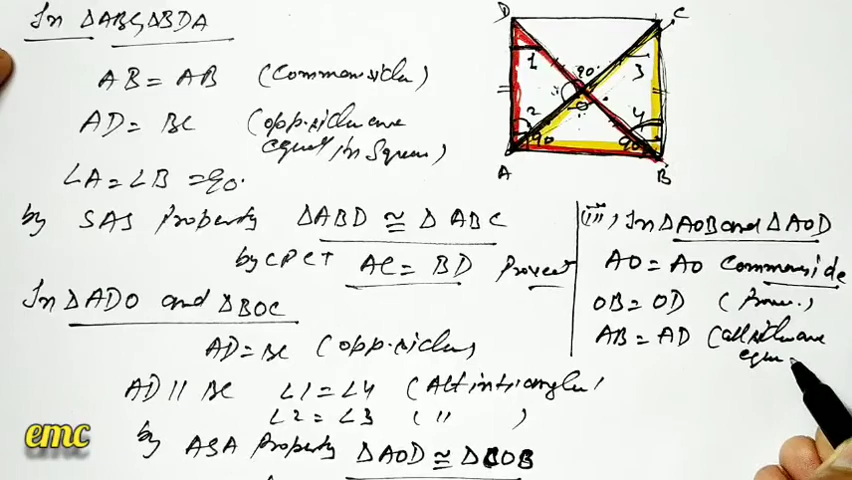 In ΔABC, ΔBDA
AB = AB (Common side)
AD = BC (opp. sides are
equal in Square)
∠A = ∠B = 90°
by SAS Property ΔABD ≅ ΔABC
by CPCT AC = BD Proved
In ΔADO and ΔBOC
AD = BC (opp. sides)
AD || BC ∠1 = ∠4 (Alt int angles)
∠2 = ∠3 ( " )
by ASA Property ΔAOD ≅ ΔCOB
D
C
1
90°
3
O
2
4
90
90
A
B
(iii) In ΔAOB and ΔAOD
AO = AO Common side
OB = OD (Prov.)
AB = AD (all sides are
equ
emc